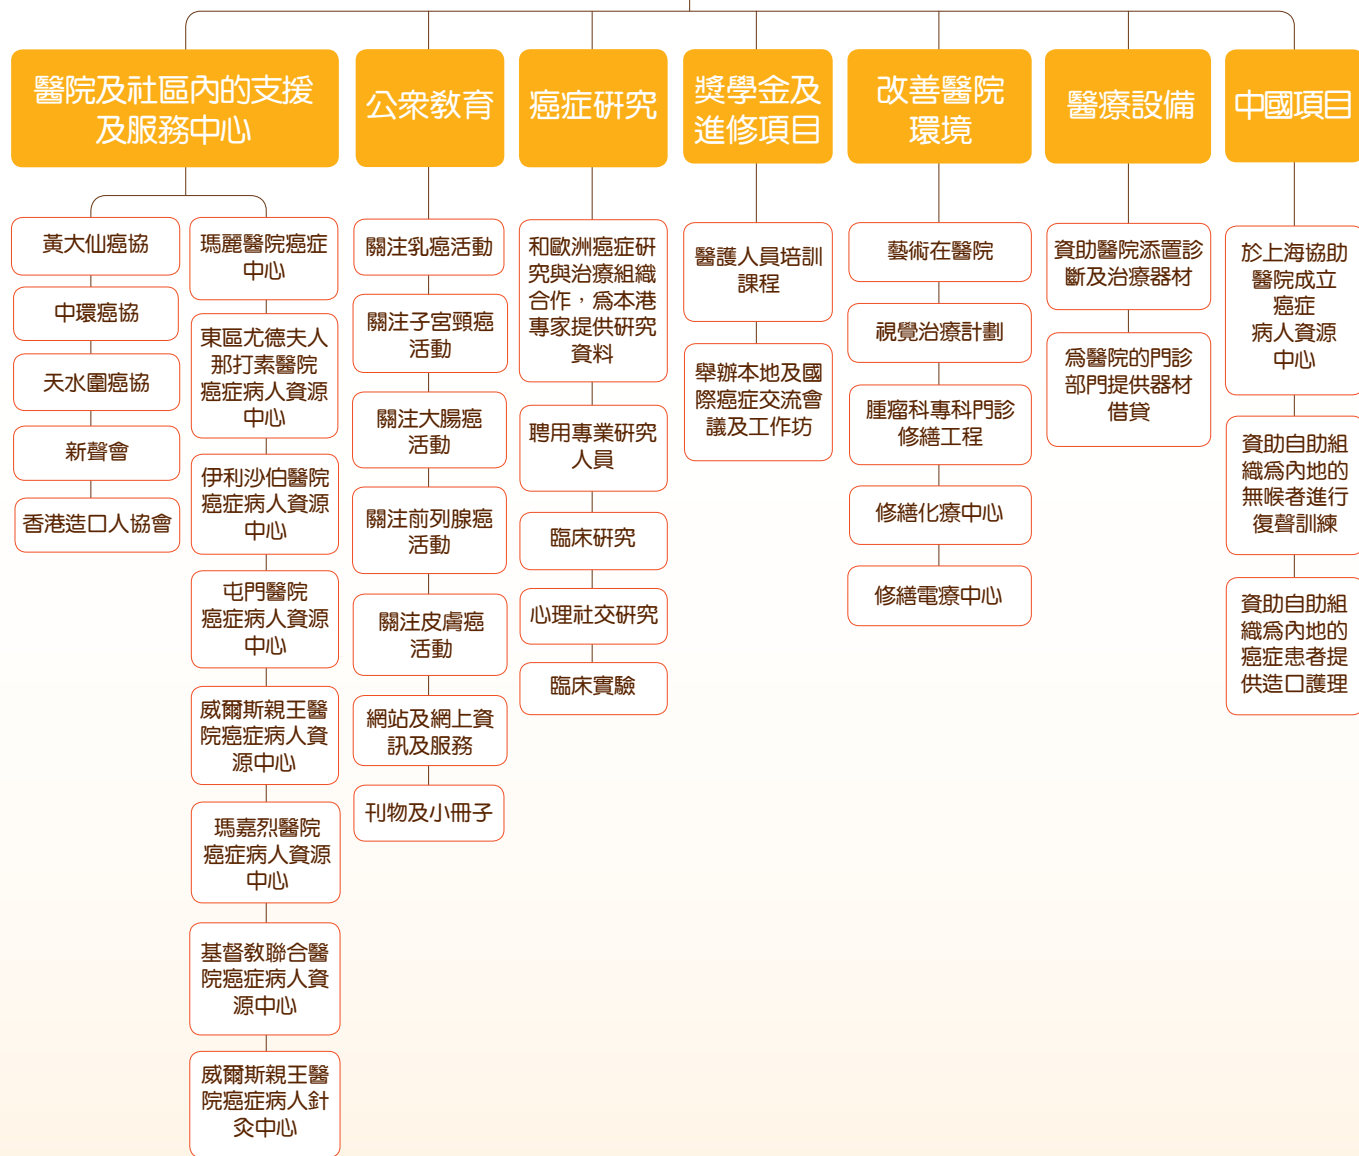 醫院及社區內的支援
及服務中心
黃大仙癌協
中環癌協
天水圍癌協
新聲會
香港造口人協會
瑪麗醫院癌症
中心
東區尤德夫人
那打素醫院
癌症病人資源
中心
伊利沙伯醫院
癌症病人資源
中心
屯門醫院
癌症病人資源
中心
威爾斯親王醫
院癌症病人資
源中心
瑪嘉烈醫院
癌症病人資源
中心
基督教聯合醫
院癌症病人資
源中心
威爾斯親王醫
院癌症病人針
灸中心
公衆教育
關注乳癌活動
關注子宮頸癌
活動
關注大腸癌
活動
關注前列腺癌
活動
關注皮膚癌
活動
網站及網上資
訊及服務
刊物及小冊子
癌症研究
和歐洲癌症研
究與治療組織
合作，為本港
專家提供研究
資料
聘用專業研究
人員
臨床研究
心理社交研究
臨床實驗
獎學金及
進修項目
醫護人員培訓
課程
舉辦本地及國
際癌症交流會
議及工作坊
改善醫院
環境
藝術在醫院
視覺治療計劃
腫瘤科專科門診
修繕工程
修繕化療中心
修繕電療中心
醫療設備
資助醫院添置診
斷及治療器材
為醫院的門診
部門提供器材
借貸
中國項目
於上海協助
醫院成立
癌症
病人資源
中心
資助自助組
織為內地的
無喉者進行
復聲訓練
資助自助組
織為內地的
癌症患者提
供造口護理